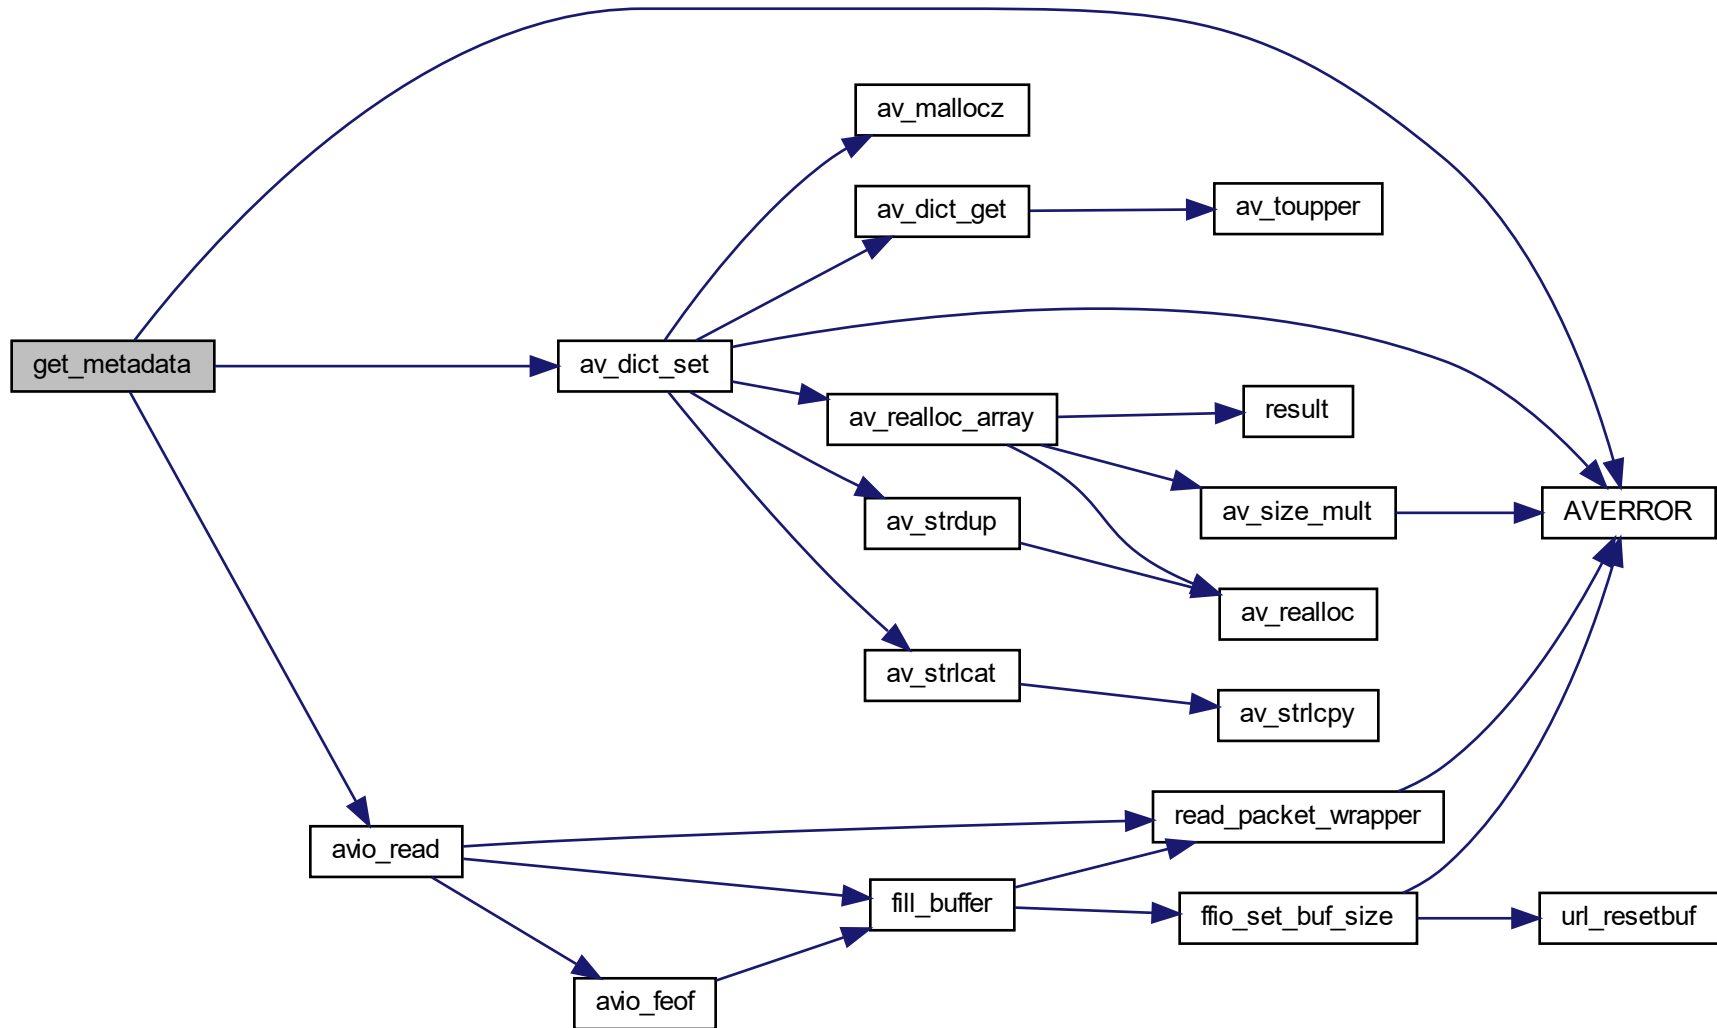 av_mallocz
av_dict_get
av_toupper
get_metadata
av_dict_set
av_realloc_array
result
av_strdup
av_size_mult
AVERROR
av_realloc
av_strlcat
av_strlcpy
read_packet_wrapper
avio_read
fill_buffer
ffio_set_buf_size
url_resetbuf
avio_feof